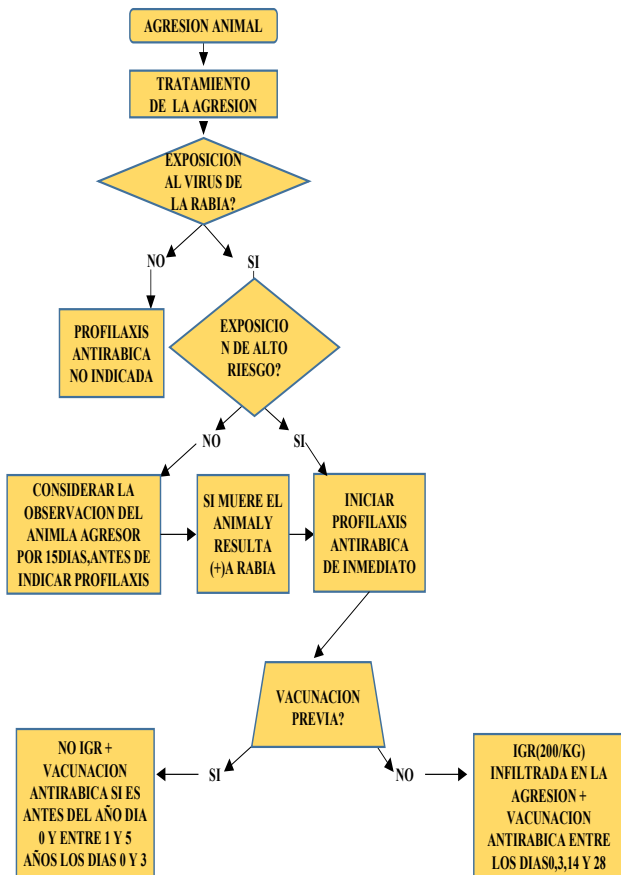 AGRESION ANIMAL
TRATAMIENTO
DE LA AGRESION
EXPOSICION
AL VIRUS DE
LA RABIA?
NO
SI
PROFILAXIS
ANTIRABICA
NO INDICADA
EXPOSICIO
N DE ALTO
RIESGO?
NO
SI
CONSIDERAR LA
OBSERVACION DEL
ANIMLA AGRESOR
POR 15DIAS,ANTES DE
INDICAR PROFILAXIS
SI MUERE EL
ANIMALY
RESULTA
(+)A RABIA
INICIAR
PROFILAXIS
ANTIRABICA
DE INMEDIATO
VACUNACION
PREVIA?
SI
NO
NO IGR +
VACUNACION
ANTIRABICA SI ES
ANTES DEL AÑO DIA
0 Y ENTRE 1 Y 5
AÑOS LOS DIAS 0 Y 3
IGR(200/KG)
INFILTRADA EN LA
AGRESION +
VACUNACION
ANTIRABICA ENTRE
LOS DIAS0,3,14 Y 28